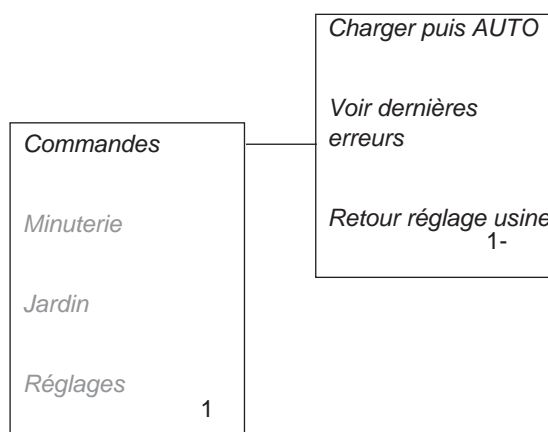 Charger puis AUTO
Voir dernières
erreurs
Retour réglage usine
1-
Commandes
Minuterie
Jardin
Réglages
1